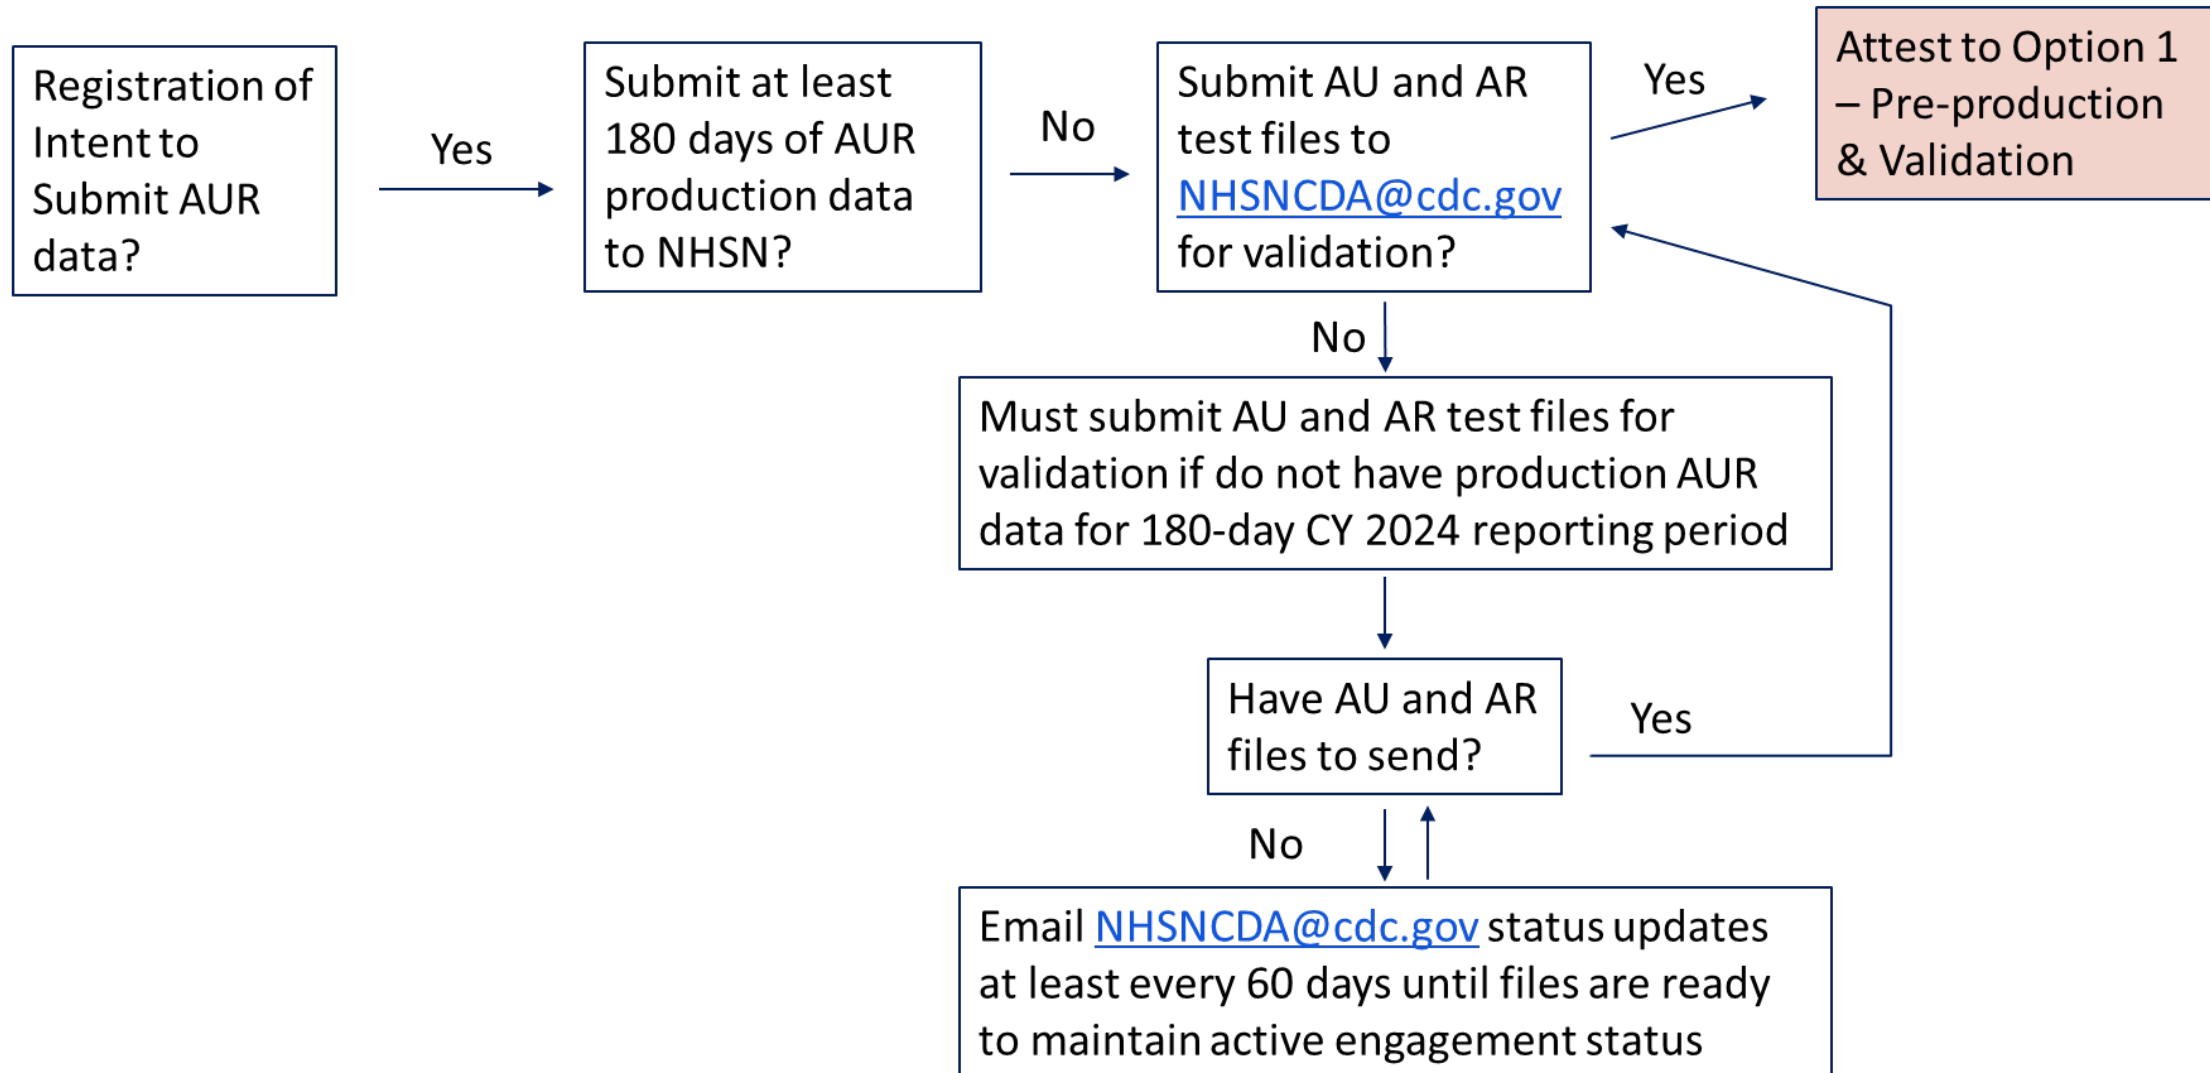 Registration of
Intent to
Submit AUR
data?
Yes
Submit at least
180 days of AUR
production data
to NHSN?
No
Submit AU and AR
test files to
NHSNCDA@cdc.gov
for validation?
Yes
Attest to Option 1
– Pre-production
& Validation
No
Must submit AU and AR test files for
validation if do not have production AUR
data for 180-day CY 2024 reporting period
Have AU and AR
files to send?
Yes
No
Email NHSNCDA@cdc.gov status updates
at least every 60 days until files are ready
to maintain active engagement status